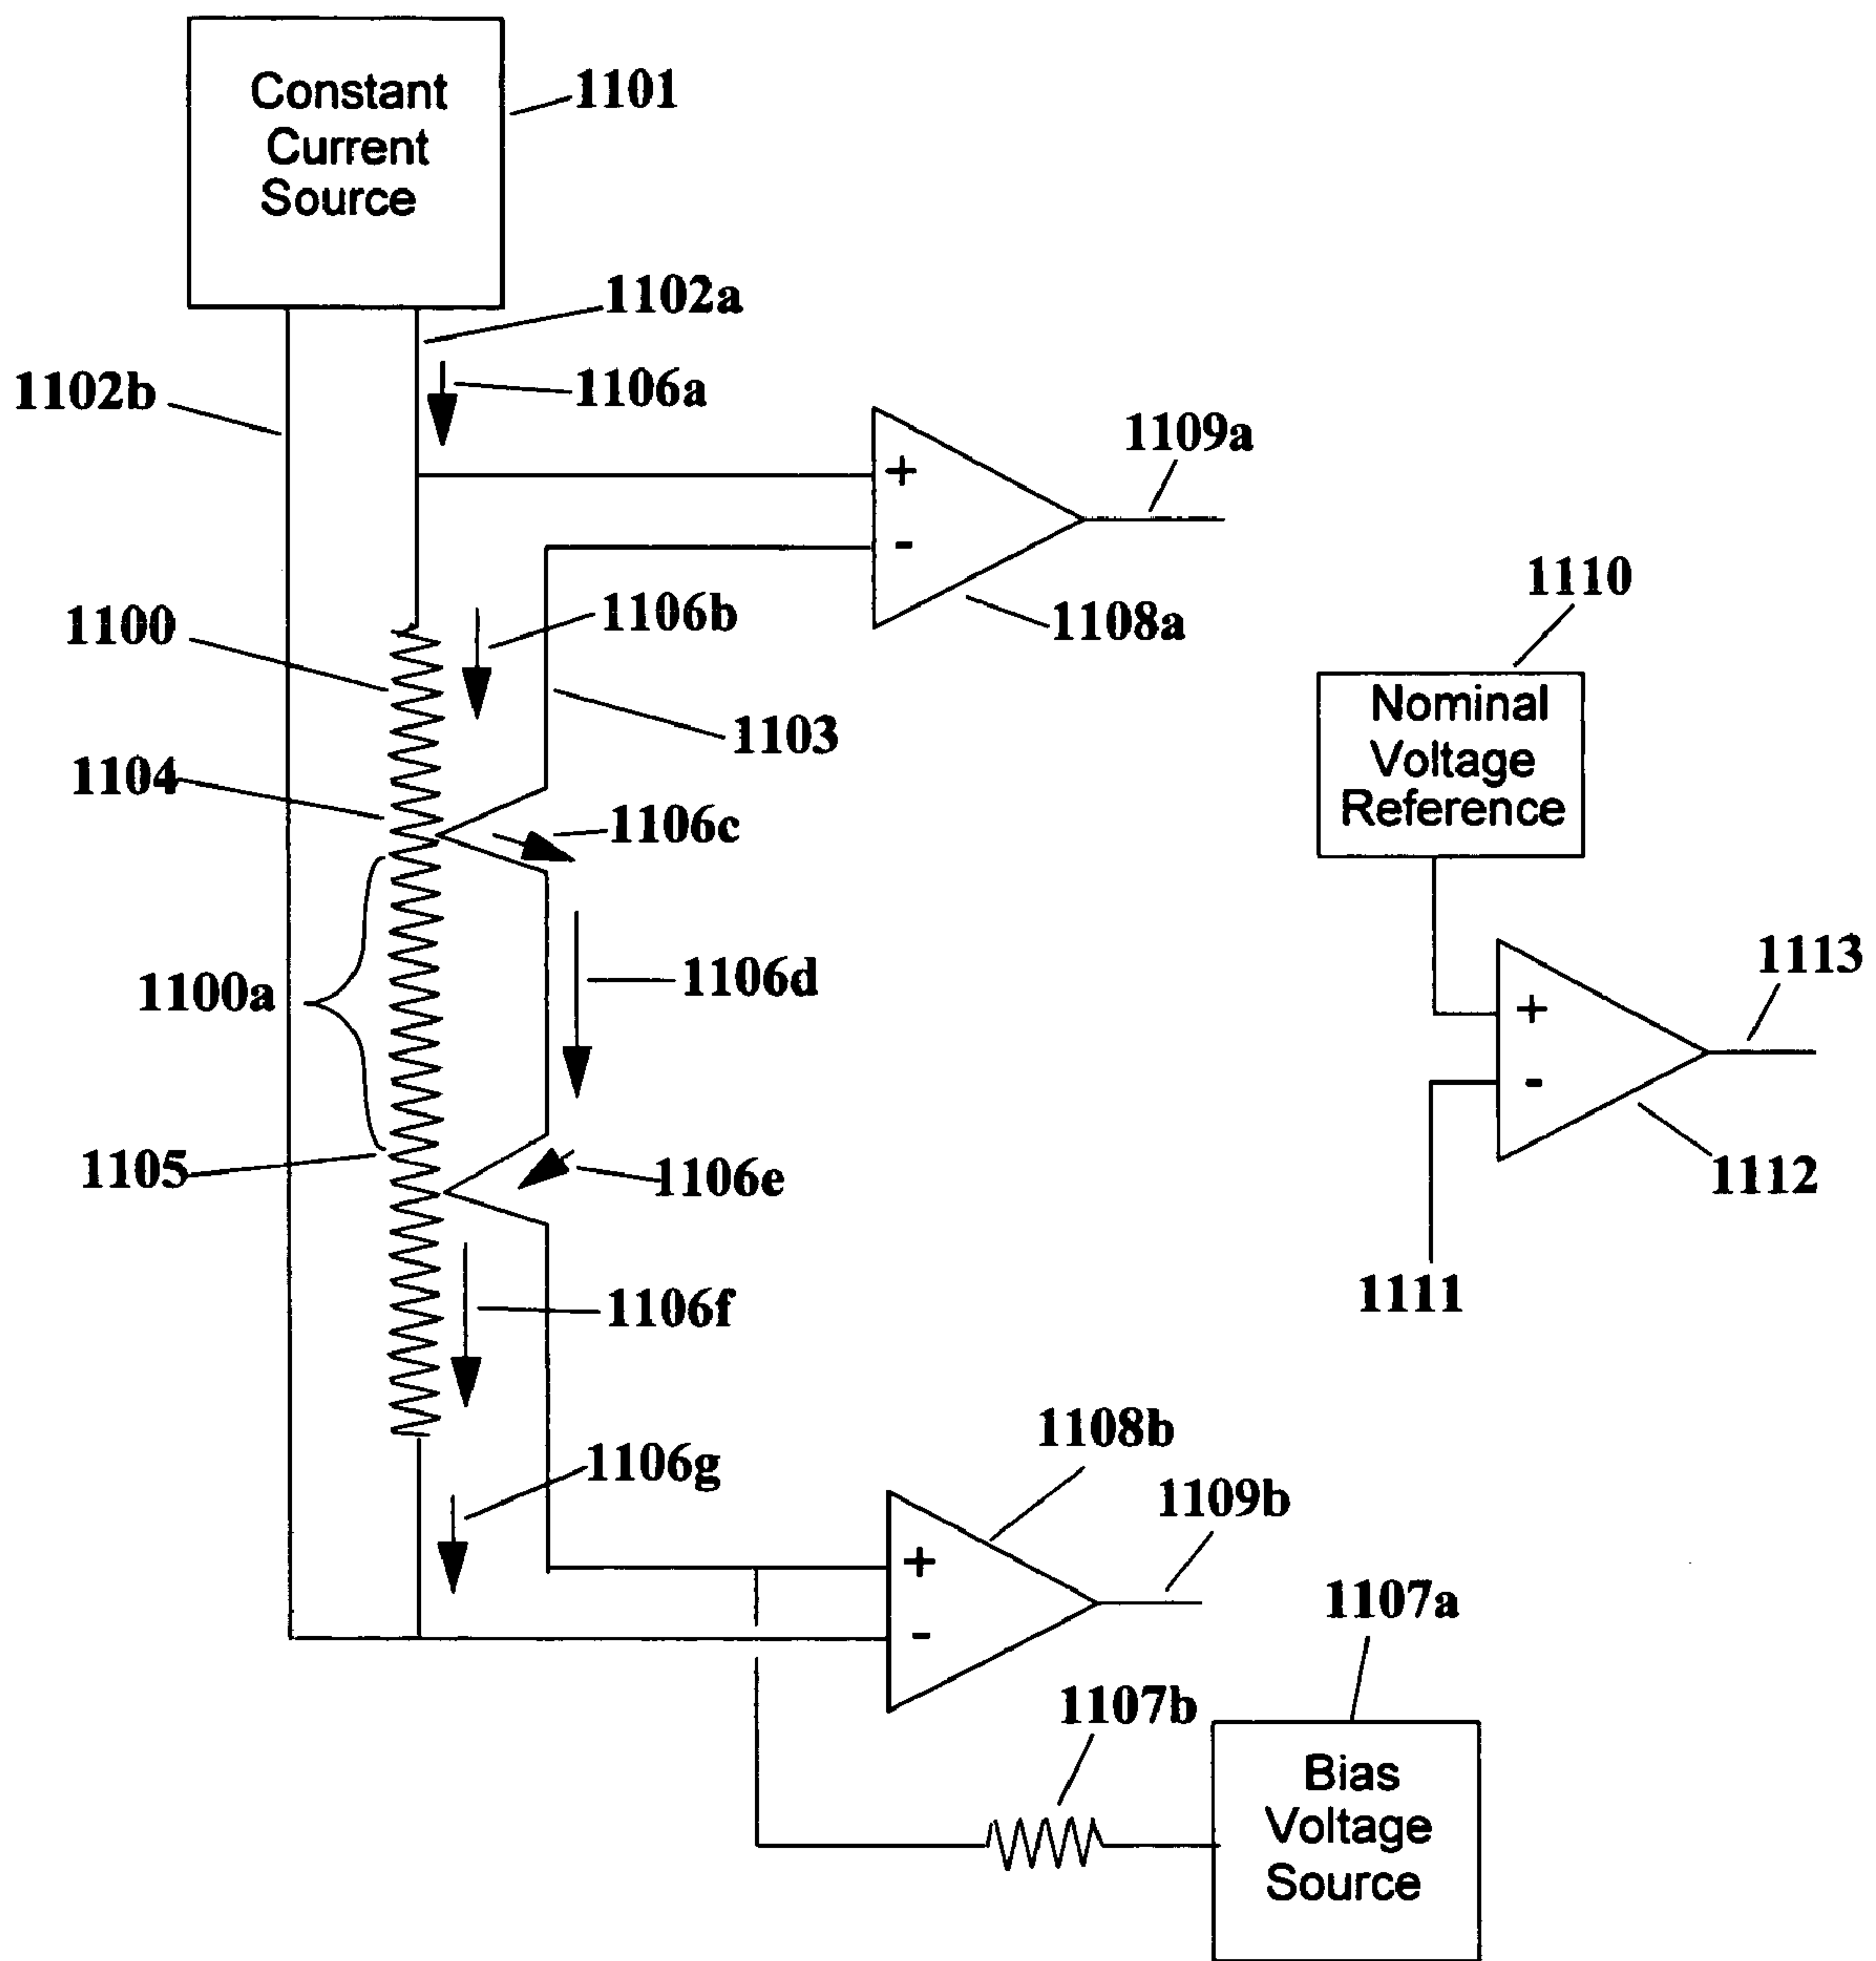 Constant
Current
Source
1101
1102a
1102b
1106a
1109a
+
-
1108a
1110
1100
1106b
1103
Nominal
Voltage
Reference
1104
1106c
1113
1100a
1106d
+
-
1105
1106e
1112
1111
1106f
1108b
1106g
1109b
+
-
1107a
1107b
Bias
Voltage
Source